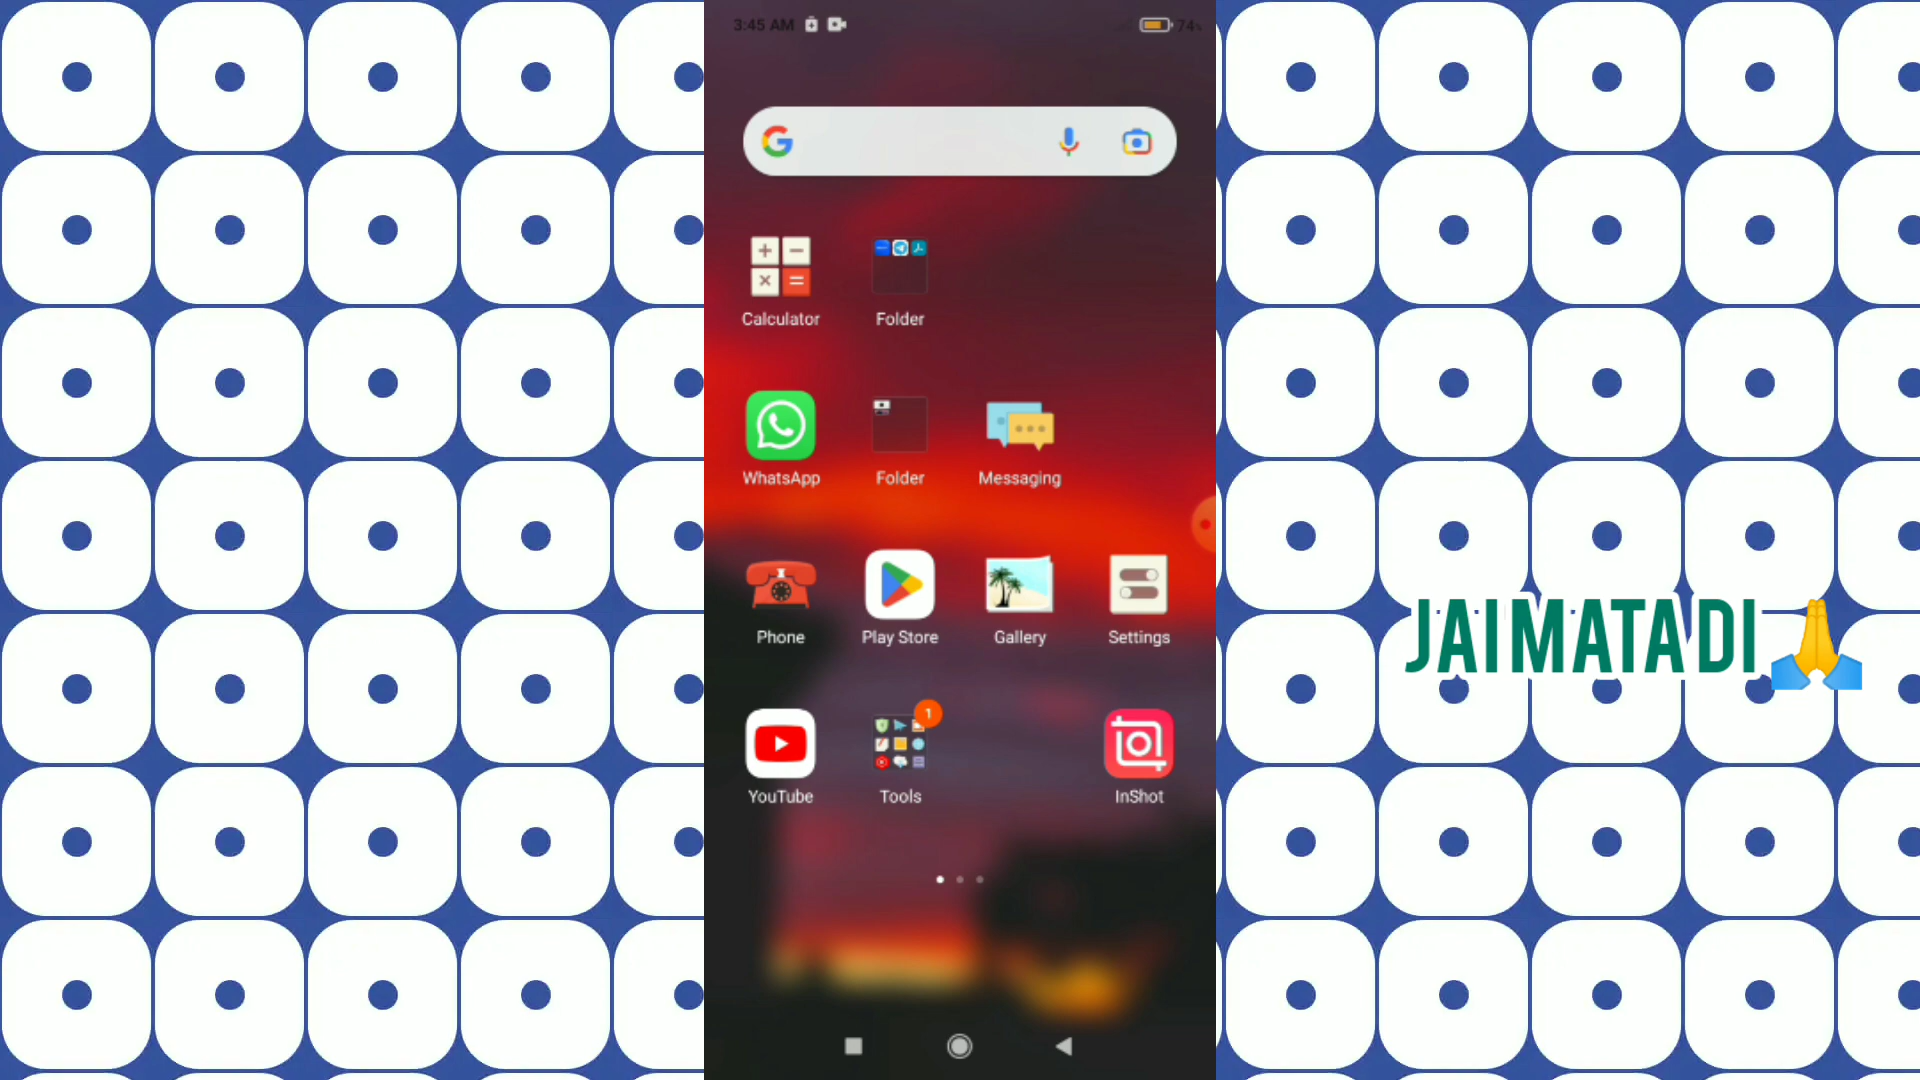 3:45 AM
74%
Calculator
Folder
WhatsApp
Folder
Messaging
Phone
Play Store
Gallery
Settings
JAI MATA DI
1
YouTube
Tools
InShot